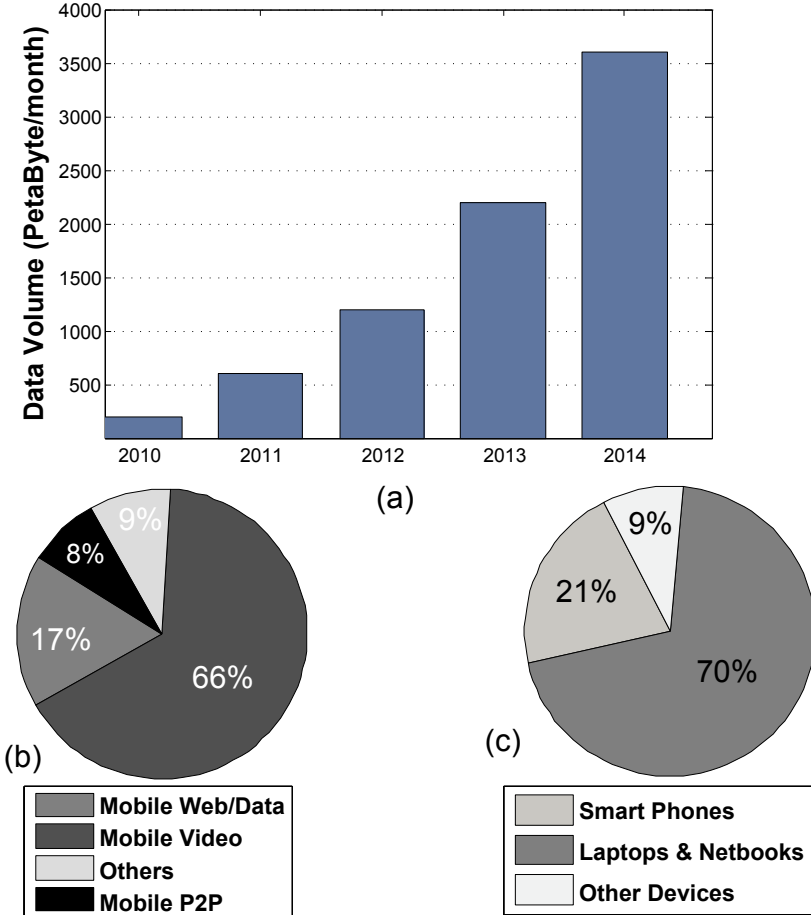 Data Volume (PetaByte/month)
4000
3500
3000
2500
2000
1500
1000
500
2010 2011 2012 2013 2014
(a)
9%
8%
17%
66%
(b)
Mobile Web/Data
Mobile Video
Others
Mobile P2P
9%
21%
70%
(c)
Smart Phones
Laptops & Netbooks
Other Devices